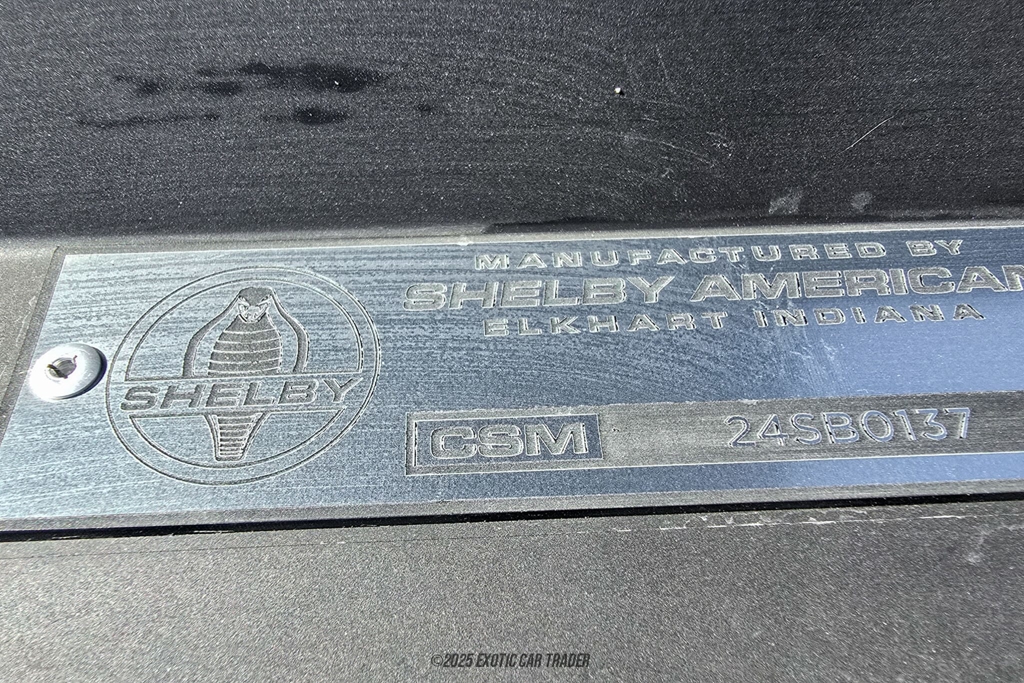 MANUFACTURED BY
SHELBY AMERICAN
ELKHART INDIANA
SHELBY
CSM 24SB0137
©2025 EXOTIC CAR TRADER